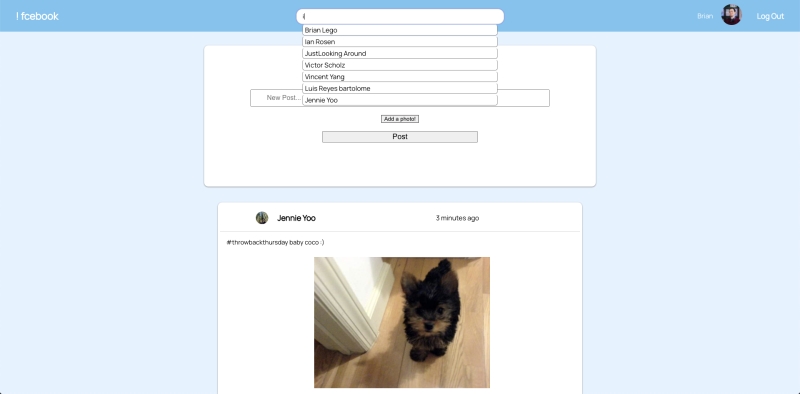 ! fcebook
i
Brian
Log Out
Brian Lego
Ian Rosen
JustLooking Around
Victor Scholz
Vincent Yang
Luis Reyes bartolome
Jennie Yoo
New Post...
Add a photo!
Post
Jennie Yoo
3 minutes ago
#throwbackthursday baby coco :)